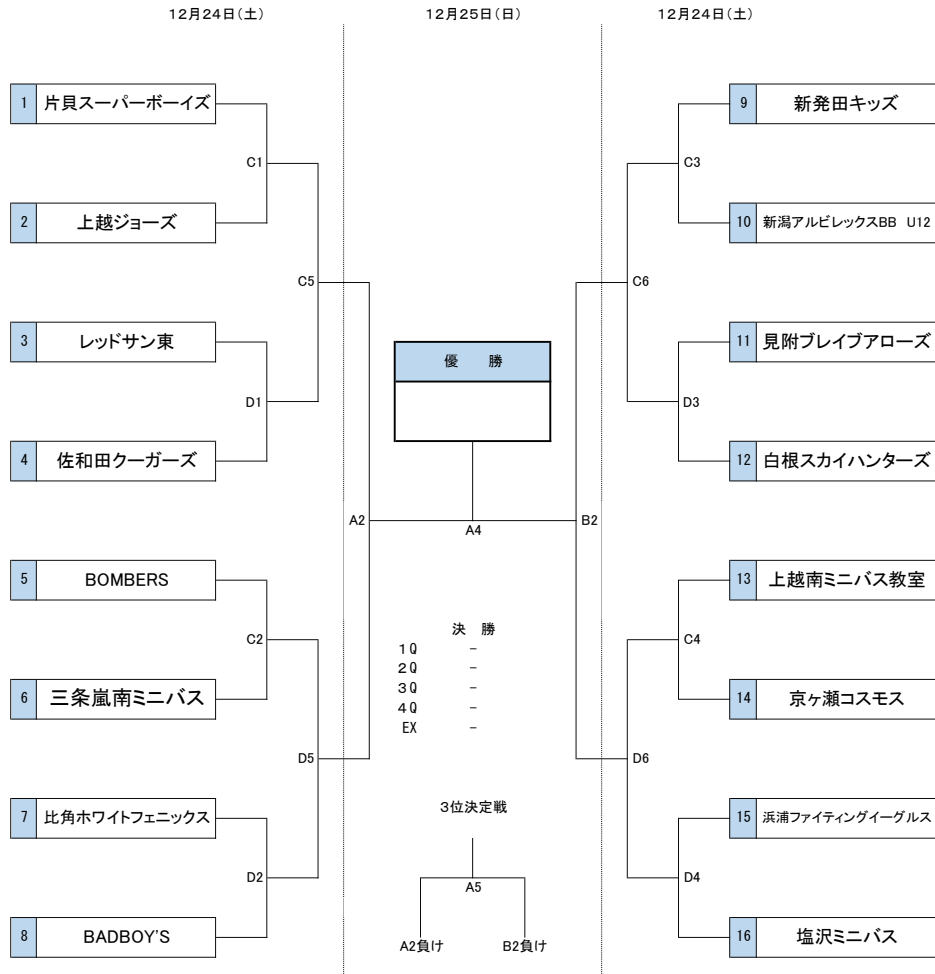 12月24日(土)
12月25日(日)
12月24日(土)
1 片貝スーパーボーイズ
C1
2 上越ジョーズ
C5
3 レッドサン東
D1
4 佐和田クーガーズ
A2
5 BOMBERS
C2
6 三条嵐南ミニバス
D5
7 比角ホワイトフェニックス
D2
8 BADBOY'S
優 勝
A4
決 勝
1Q -
2Q -
3Q -
4Q -
EX -
3位決定戦
A5
A2負け B2負け
9 新発田キッズ
C3
10 新潟アルビレックスBB U12
C6
11 見附ブレイブアローズ
D3
12 白根スカイハンターズ
B2
13 上越南ミニバス教室
C4
14 京ヶ瀬コスモス
D6
15 浜浦ファイティングイーグルス
D4
16 塩沢ミニバス